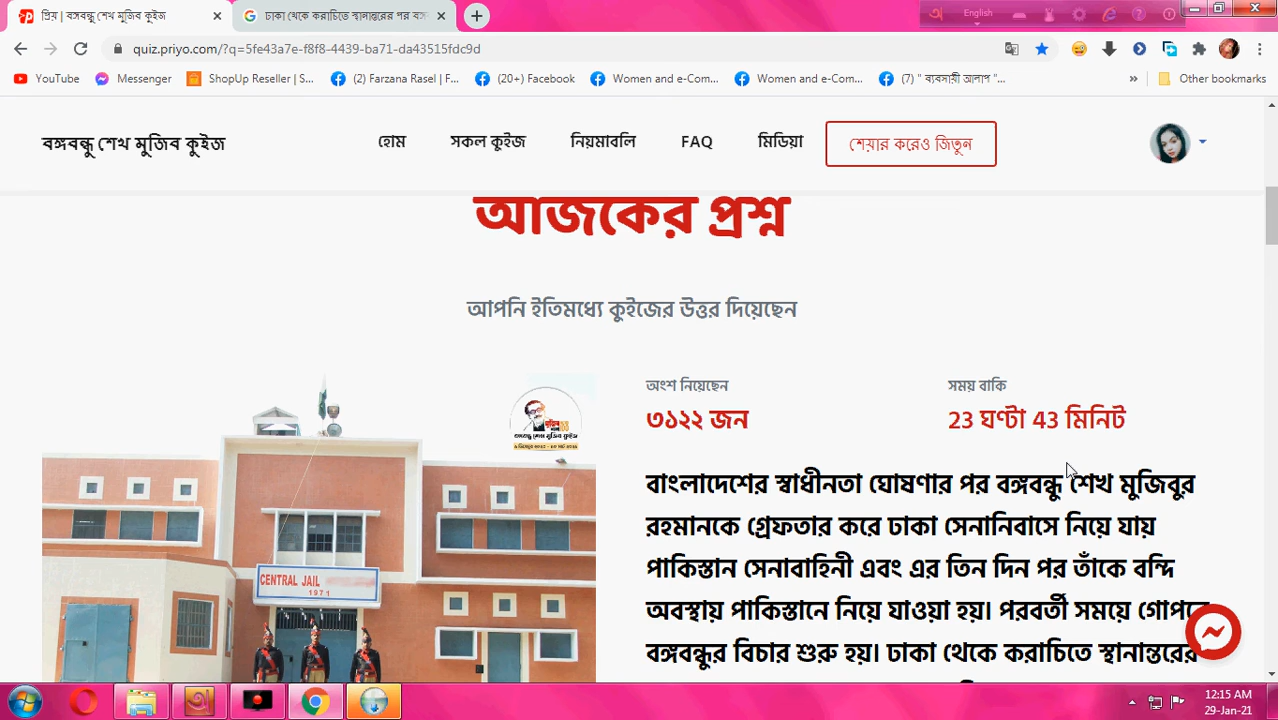 প্রিয় | বঙ্গবন্ধু শেখ মুজিব কুইজ
ঢাকা থেকে করাচিতে স্থানান্তরের পর বঙ্গ
English
quiz.priyo.com/?q=5fe43a7e-f8f8-4439-ba71-da43515fdc9d
YouTube
Messenger
ShopUp Reseller | S...
(2) Farzana Rasel | F...
(20+) Facebook
Women and e-Com...
Women and e-Com...
(7) " ব্যবসায়ী আলাপ "...
Other bookmarks
বঙ্গবন্ধু শেখ মুজিব কুইজ
হোম
সকল কুইজ
নিয়মাবলি
FAQ
মিডিয়া
শেয়ার করেও জিতুন
আজকের প্রশ্ন
আপনি ইতিমধ্যে কুইজের উত্তর দিয়েছেন
অংশ নিয়েছেন
সময় বাকি
৩১২২ জন
23 ঘণ্টা 43 মিনিট
বাংলাদেশের স্বাধীনতা ঘোষণার পর বঙ্গবন্ধু শেখ মুজিবুর
রহমানকে গ্রেফতার করে ঢাকা সেনানিবাসে নিয়ে যায়
পাকিস্তান সেনাবাহিনী এবং এর তিন দিন পর তাঁকে বন্দি
অবস্থায় পাকিস্তানে নিয়ে যাওয়া হয়। পরবর্তী সময়ে গোপনে
বঙ্গবন্ধুর বিচার শুরু হয়। ঢাকা থেকে করাচিতে স্থানান্তরের
CENTRAL JAIL
1971
12:15 AM
29-Jan-21